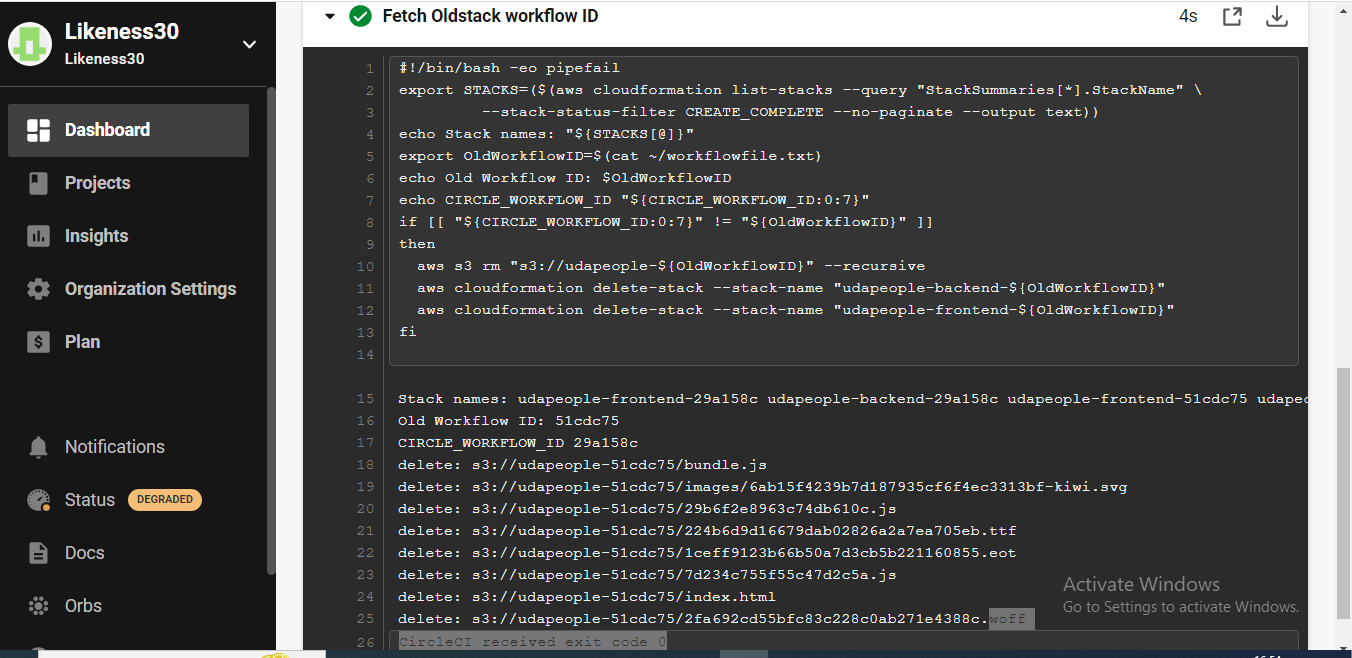 Likeness30
Likeness30
Dashboard
Projects
Insights
Organization Settings
Plan
Notifications
Status DEGRADED
Docs
Orbs
Fetch Oldstack workflow ID
4s
1 #!/bin/bash -eo pipefail
2 export STACKS=($(aws cloudformation list-stacks --query "StackSummaries[*].StackName" \
3 --stack-status-filter CREATE_COMPLETE --no-paginate --output text))
4 echo Stack names: "${STACKS[@]}"
5 export OldWorkflowID=$(cat ~/workflowfile.txt)
6 echo Old Workflow ID: $OldWorkflowID
7 echo CIRCLE_WORKFLOW_ID "${CIRCLE_WORKFLOW_ID:0:7}"
8 if [[ "${CIRCLE_WORKFLOW_ID:0:7}" != "${OldWorkflowID}" ]]
9 then
10 aws s3 rm "s3://udapeople-${OldWorkflowID}" --recursive
11 aws cloudformation delete-stack --stack-name "udapeople-backend-${OldWorkflowID}"
12 aws cloudformation delete-stack --stack-name "udapeople-frontend-${OldWorkflowID}"
13 fi
14
15 Stack names: udapeople-frontend-29a158c udapeople-backend-29a158c udapeople-frontend-51cdc75 udapec
16 Old Workflow ID: 51cdc75
17 CIRCLE_WORKFLOW_ID 29a158c
18 delete: s3://udapeople-51cdc75/bundle.js
19 delete: s3://udapeople-51cdc75/images/6ab15f4239b7d187935cf6f4ec3313bf-kiwi.svg
20 delete: s3://udapeople-51cdc75/29b6f2e8963c74db610c.js
21 delete: s3://udapeople-51cdc75/224b6d9d16679dab02826a2a7ea705eb.ttf
22 delete: s3://udapeople-51cdc75/1ceff9123b66b50a7d3cb5b221160855.eot
23 delete: s3://udapeople-51cdc75/7d234c755f55c47d2c5a.js
24 delete: s3://udapeople-51cdc75/index.html
25 delete: s3://udapeople-51cdc75/2fa692cd55bfc83c228c0ab271e4388c.woff
26 CircleCI received exit code 0
Activate Windows
Go to Settings to activate Windows.